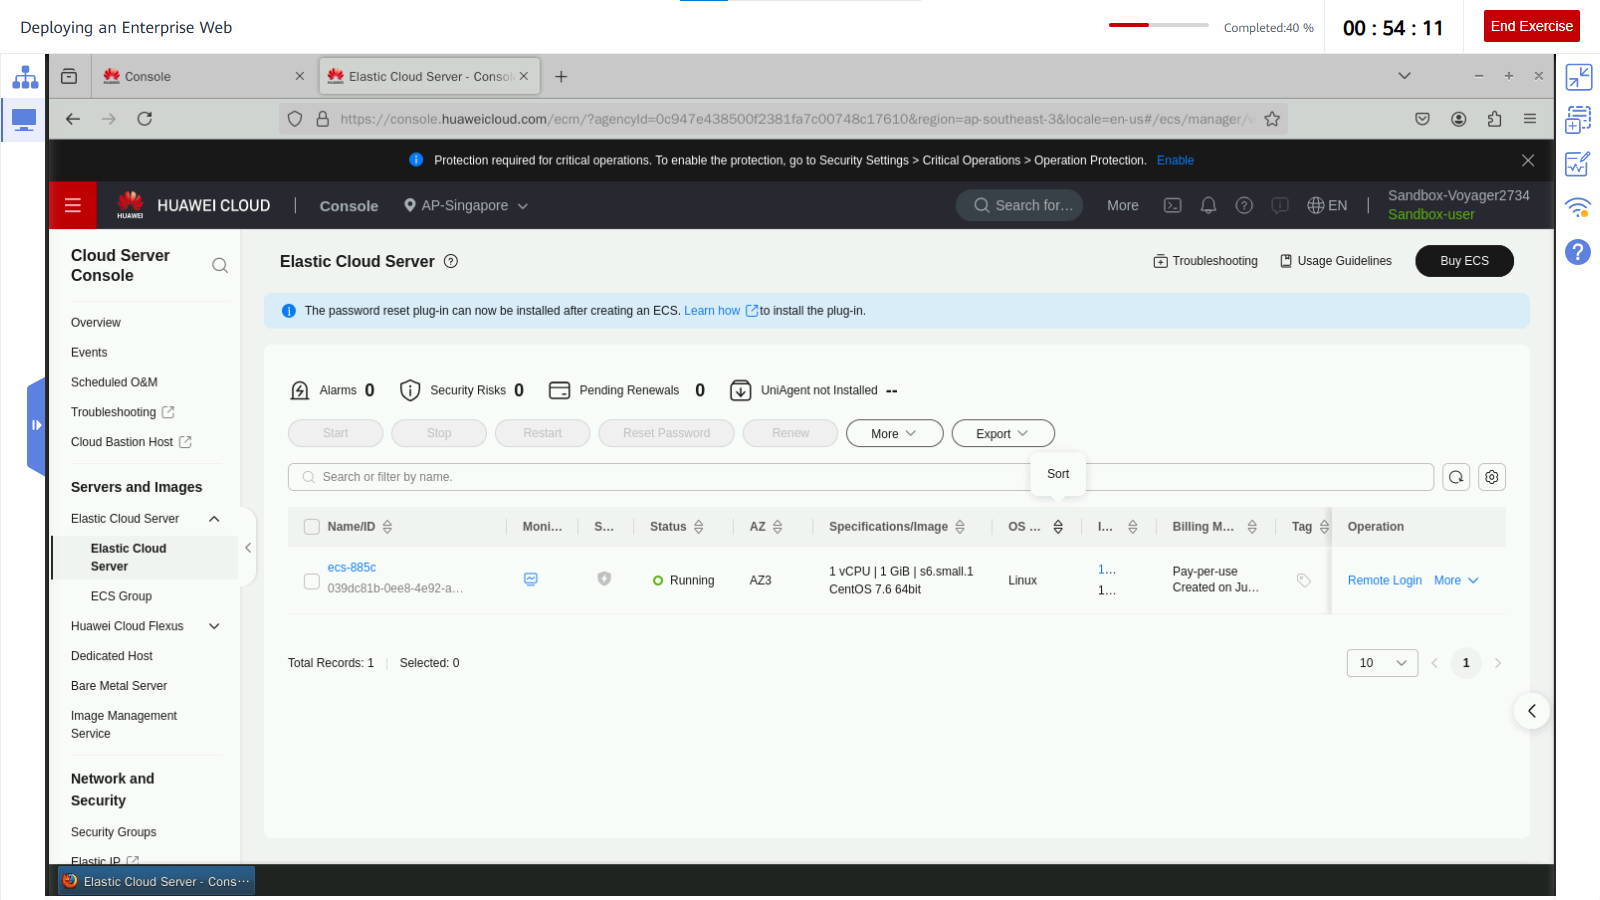 Deploying an Enterprise Web
Completed:40 %
00 : 54 : 11
End Exercise
Console
Elastic Cloud Server - Consol
https://console.huaweicloud.com/ecm/?agencyId=0c947e438500f2381fa7c00748c17610&region=ap-southeast-3&locale=en-us#/ecs/manager/
Protection required for critical operations. To enable the protection, go to Security Settings > Critical Operations > Operation Protection. Enable
HUAWEI
HUAWEI CLOUD
Console
AP-Singapore
Search for...
More
EN
Sandbox-Voyager2734
Sandbox-user
Cloud Server
Console
Overview
Events
Scheduled O&M
Troubleshooting
Cloud Bastion Host
Servers and Images
Elastic Cloud Server
Elastic Cloud
Server
ECS Group
Huawei Cloud Flexus
Dedicated Host
Bare Metal Server
Image Management
Service
Network and
Security
Security Groups
Elastic IP
Elastic Cloud Server
Troubleshooting
Usage Guidelines
Buy ECS
The password reset plug-in can now be installed after creating an ECS. Learn how to install the plug-in.
Alarms 0
Security Risks 0
Pending Renewals 0
UniAgent not Installed --
Start
Stop
Restart
Reset Password
Renew
More
Export
Search or filter by name.
Sort
Name/ID
Moni...
S...
Status
AZ
Specifications/Image
OS ...
I...
Billing M...
Tag
Operation
ecs-885c
039dc81b-0ee8-4e92-a...
Running
AZ3
1 vCPU | 1 GiB | s6.small.1
CentOS 7.6 64bit
Linux
1...
1...
Pay-per-use
Created on Ju...
Remote Login
More
Total Records: 1
Selected: 0
10
1
Elastic Cloud Server - Cons...